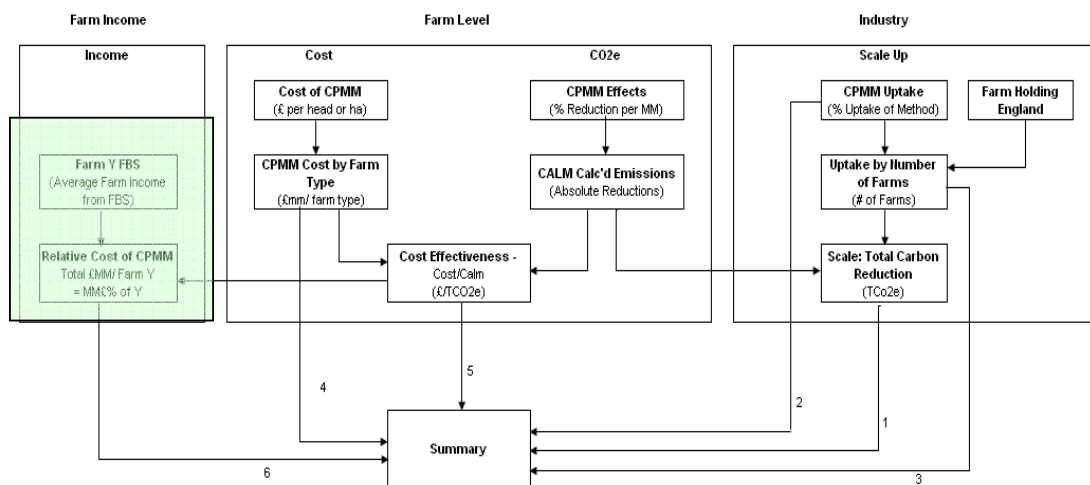 Farm Income
Farm Level
Industry
Income
Cost
CO2e
Scale Up
Cost of CPMM
(£ per head or ha)
CPMM Effects
(% Reduction per MM)
CPMM Uptake
(% Uptake of Method)
Farm Holding
England
Farm Y FBS
(Average Farm Income
from FBS)
CPMM Cost by Farm
Type
(£mm/ farm type)
CALM Calc'd Emissions
(Absolute Reductions)
Uptake by Number
of Farms
(# of Farms)
Relative Cost of CPMM
Total £MM/ Farm Y
= MM£% of Y
Cost Effectiveness -
Cost/Calm
(£/TCO2e)
Scale: Total Carbon
Reduction
(TCo2e)
4
5
2
1
Summary
6
3